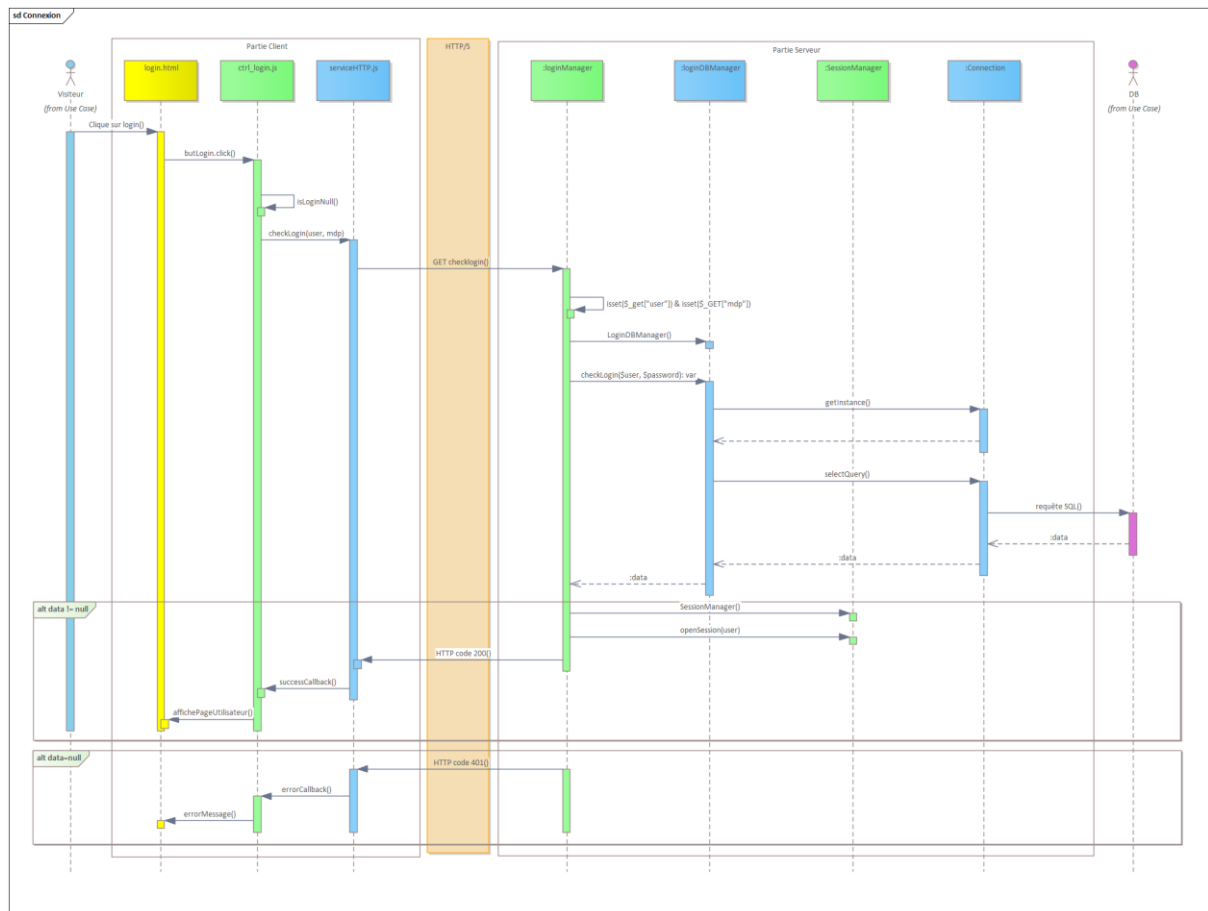 sd Connexion
Partie Client
HTTP/S
Partie Serveur
login.html
ctrl_login.js
serviceHTTP.js
:loginManager
:loginDBManager
:SessionManager
:Connection
Visiteur
(from Use Case)
DB
(from Use Case)
Clique sur login()
butLogin.click()
isLoginNull()
checkLogin(user, mdp)
GET checklogin()
isset($_get["user"]) & isset($_GET["mdp"])
LoginDBManager()
checkLogin($user, $password): var
getInstance()
selectQuery()
requête SQL()
:data
:data
:data
alt data != null
SessionManager()
openSession(user)
HTTP code 200()
successCallback()
affichePageUtilisateur()
alt data=null
HTTP code 401()
errorCallback()
errorMessage()